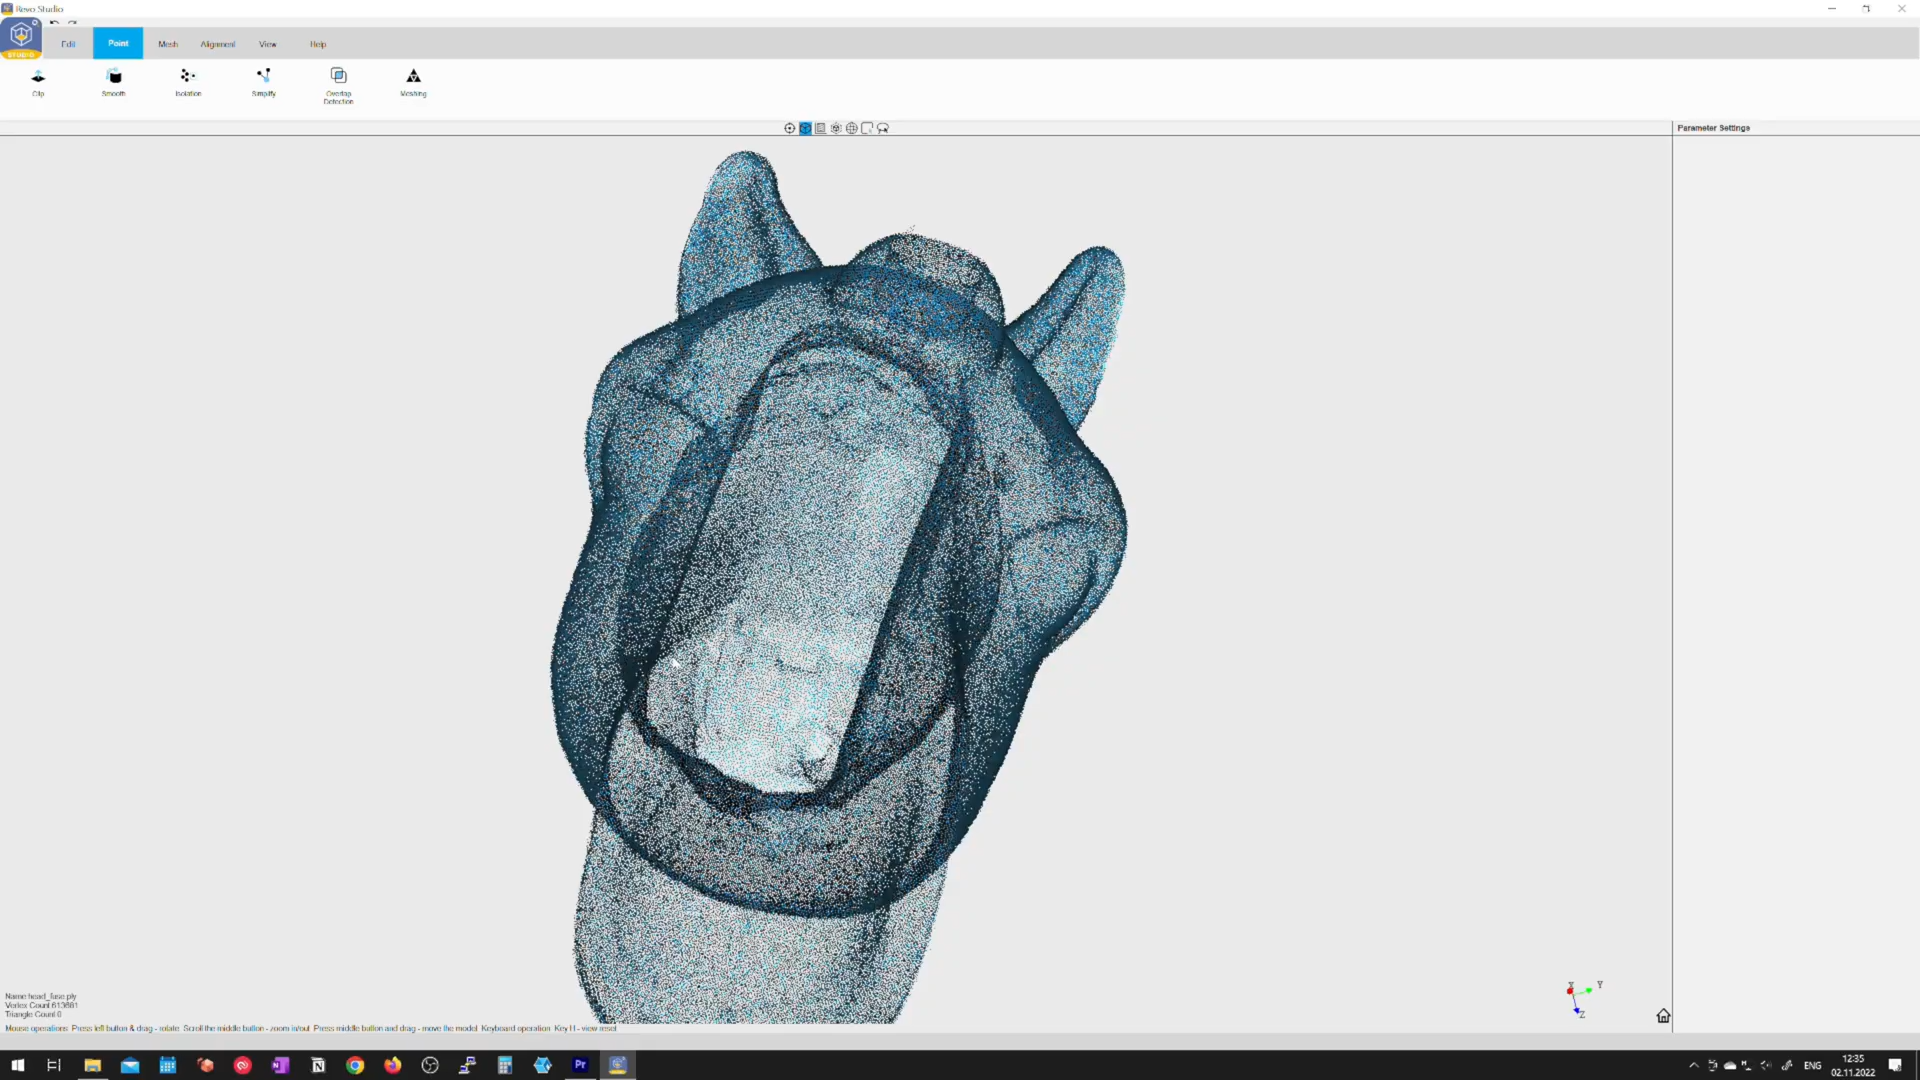 Revo Studio
STUDIO
Edit
Point
Mesh
Alignment
View
Help
Clip
Smooth
Isolation
Simplify
Overlap
Detection
Meshing
Parameter Settings
Y
Z
Name:head_fuse.ply
Vertex Count:613681
Triangle Count:0
Mouse operations: Press left button & drag - rotate Scroll the middle button - zoom in/out Press middle button and drag - move the model Keyboard operation: Key H - view reset
Pr
ENG
12:35
02.11.2022